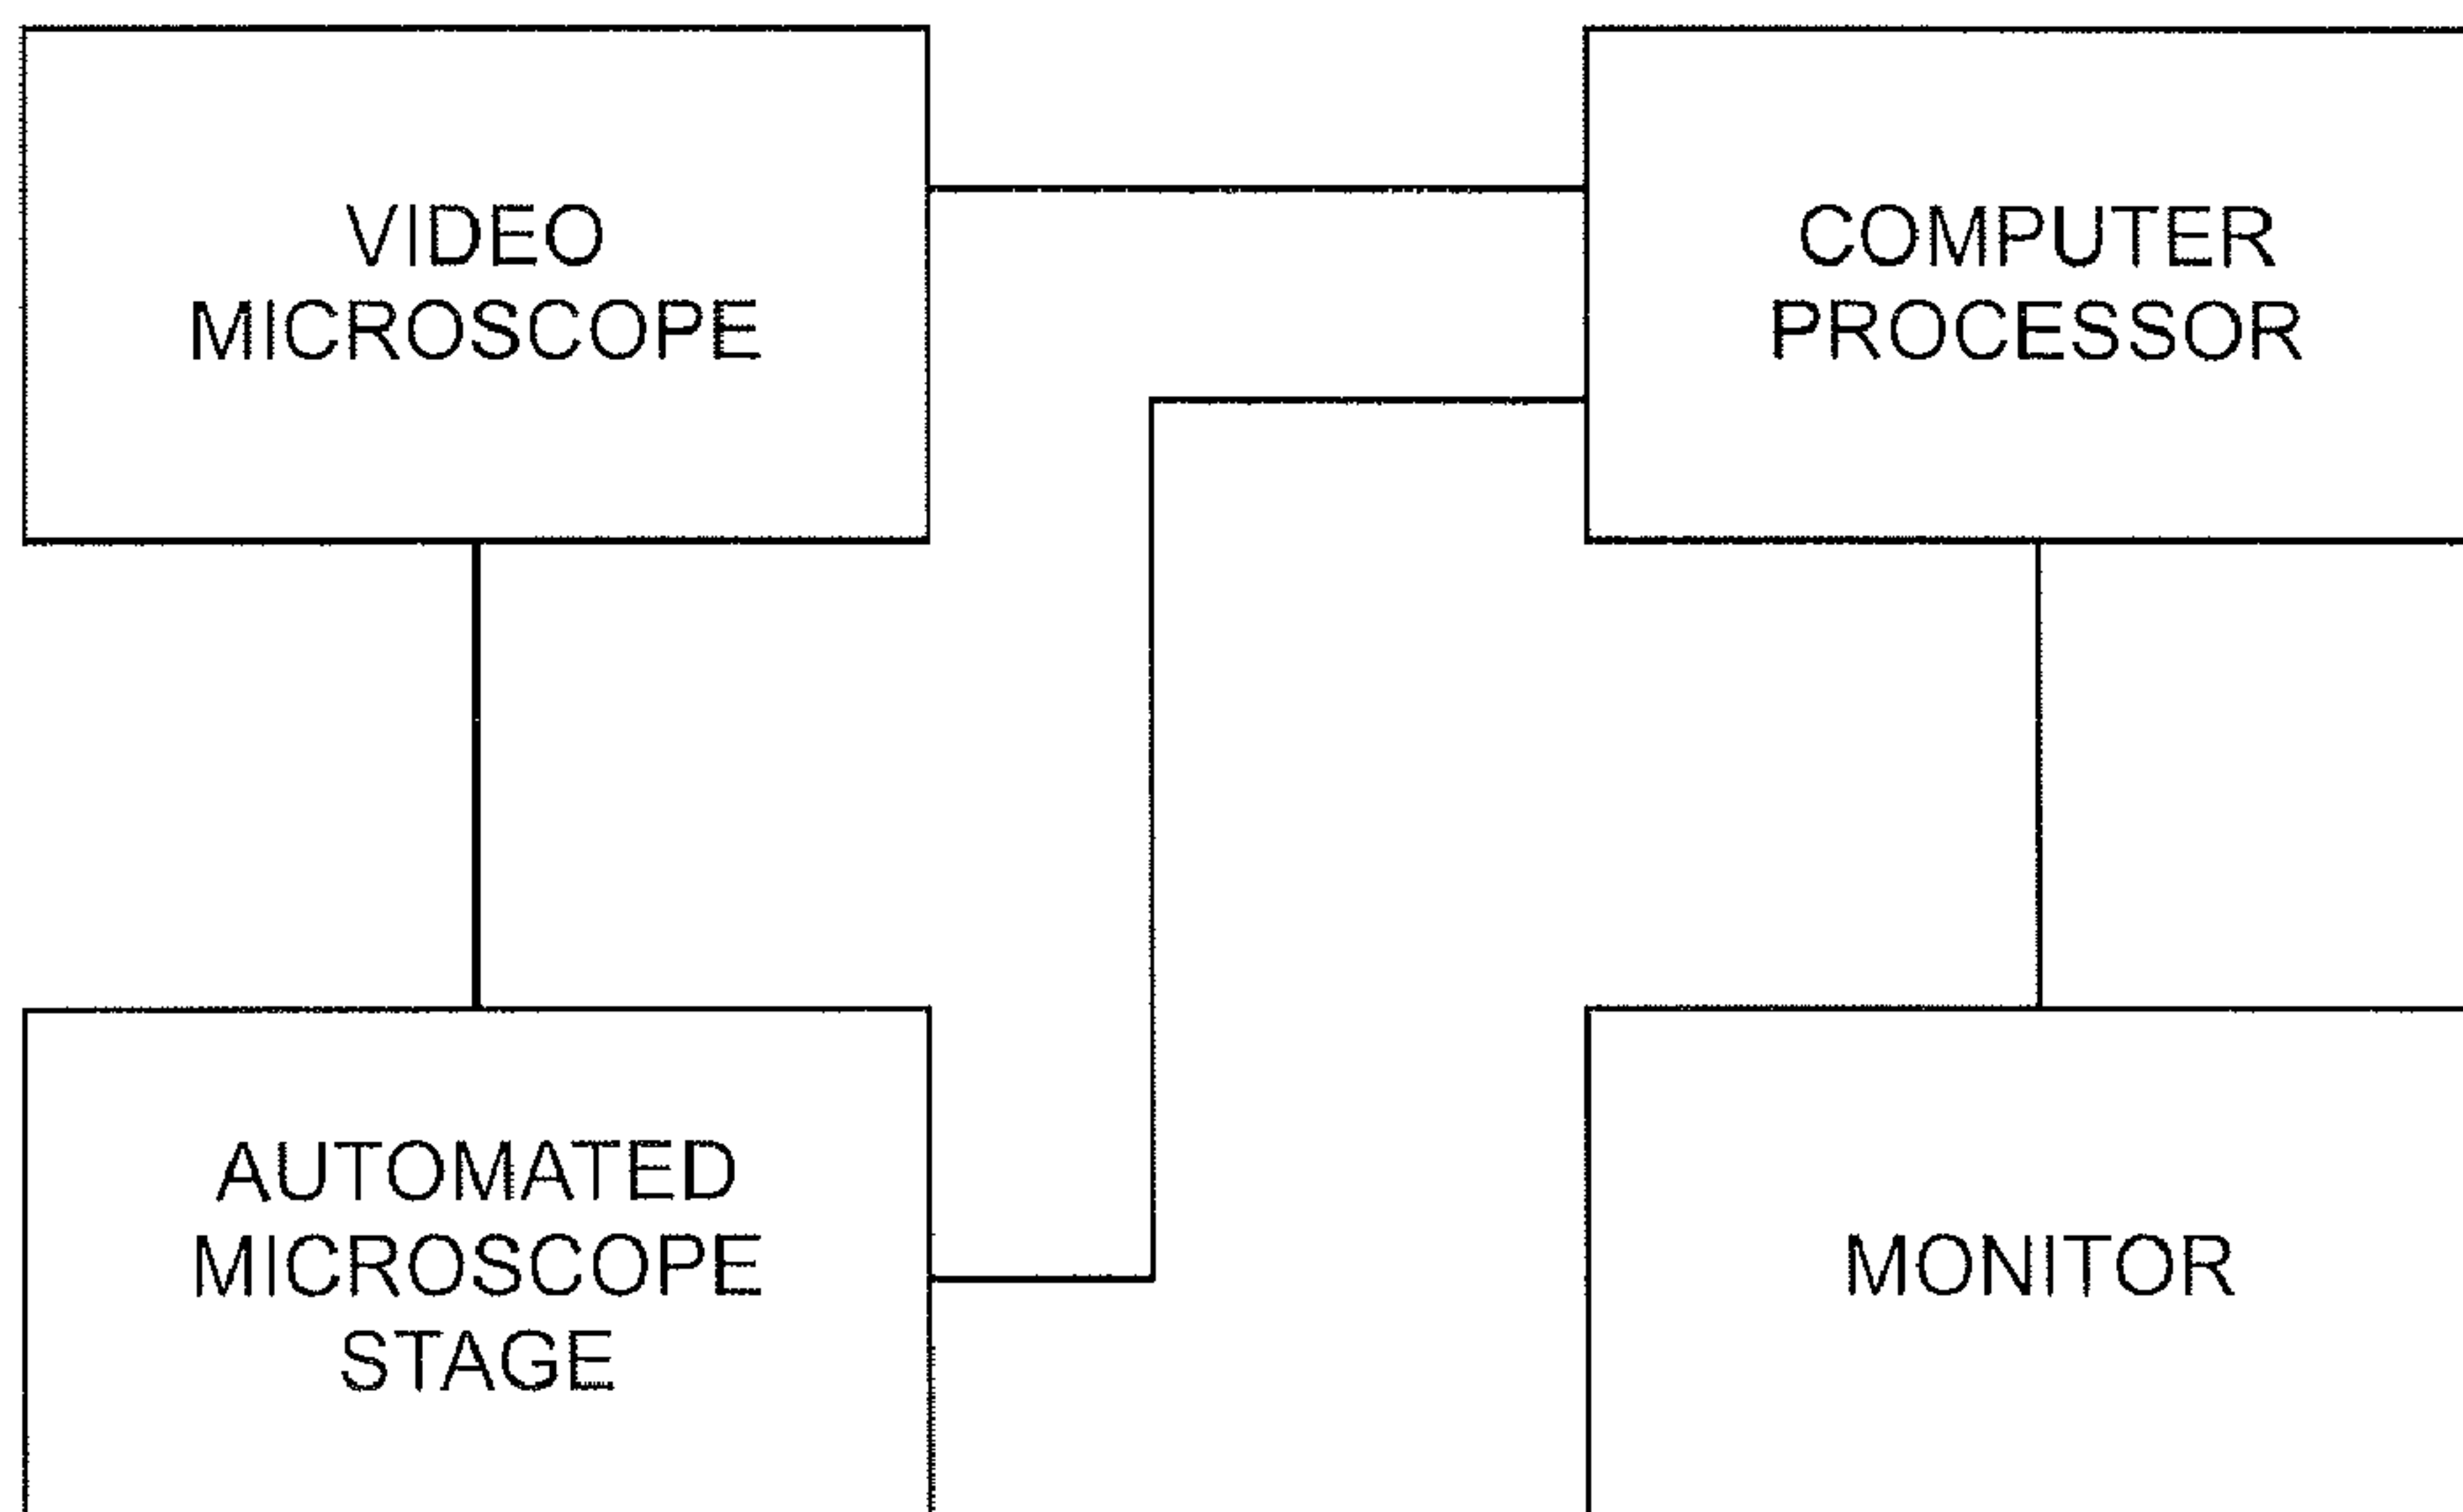 VIDEO
MICROSCOPE
COMPUTER
PROCESSOR
AUTOMATED
MICROSCOPE
STAGE
MONITOR